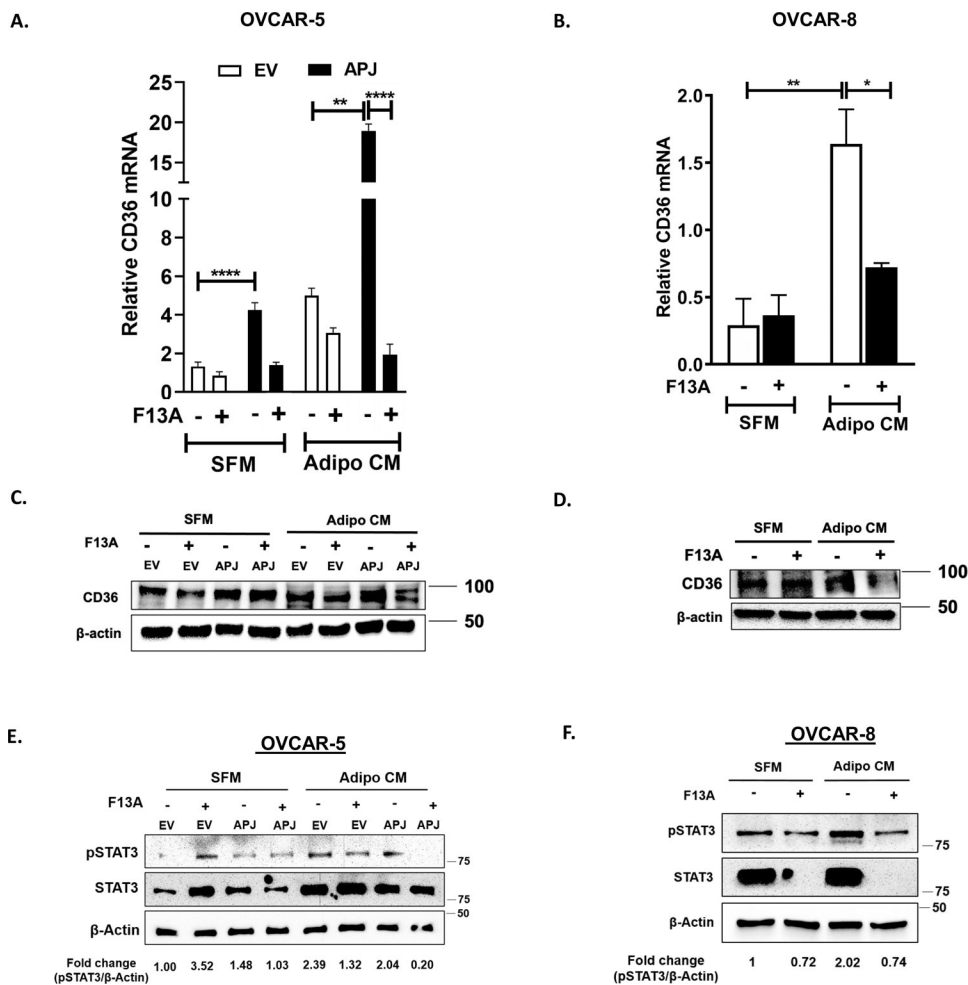 A.
OVCAR-5
EV APJ
Relative CD36 mRNA
25
20
15
10
8
6
4
2
0
****
**
****
F13A - + - + - + - +
SFM Adipo CM
B.
OVCAR-8
Relative CD36 mRNA
2.0
1.5
1.0
0.5
0.0
**
*
F13A - + - +
SFM Adipo CM
C.
SFM Adipo CM
F13A - + - + - + - +
EV EV APJ APJ EV EV APJ APJ
CD36 100
β-actin 50
D.
SFM Adipo CM
F13A - + - +
CD36 100
β-actin 50
E.
OVCAR-5
SFM Adipo CM
F13A - + - + - + - +
EV EV APJ APJ EV EV APJ APJ
pSTAT3 75
STAT3 75
β-Actin 50
Fold change 1.00 3.52 1.48 1.03 2.39 1.32 2.04 0.20
(pSTAT3/β-Actin)
F.
OVCAR-8
SFM Adipo CM
F13A - + - +
pSTAT3 75
STAT3 75
β-Actin 50
Fold change 1 0.72 2.02 0.74
(pSTAT3/β-Actin)